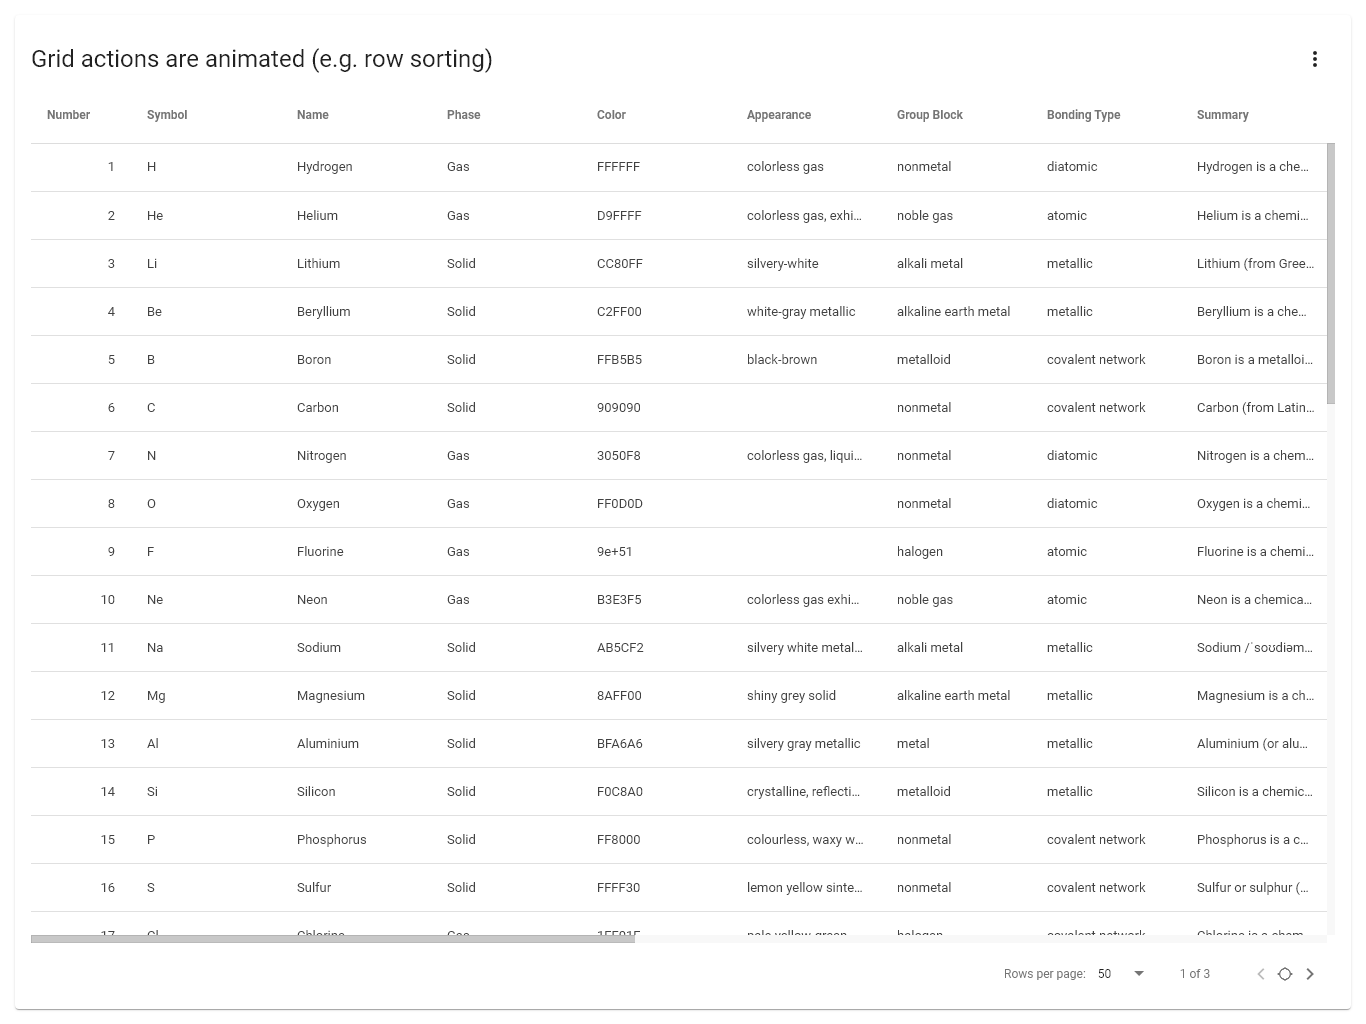 Grid actions are animated (e.g. row sorting)
Number Symbol Name Phase Color Appearance Group Block Bonding Type Summary
1 H Hydrogen Gas FFFFFF colorless gas nonmetal diatomic Hydrogen is a che…
2 He Helium Gas D9FFFF colorless gas, exhi… noble gas atomic Helium is a chemi…
3 Li Lithium Solid CC80FF silvery-white alkali metal metallic Lithium (from Gree…
4 Be Beryllium Solid C2FF00 white-gray metallic alkaline earth metal metallic Beryllium is a che…
5 B Boron Solid FFB5B5 black-brown metalloid covalent network Boron is a metalloi…
6 C Carbon Solid 909090 nonmetal covalent network Carbon (from Latin…
7 N Nitrogen Gas 3050F8 colorless gas, liqui… nonmetal diatomic Nitrogen is a chem…
8 O Oxygen Gas FF0D0D nonmetal diatomic Oxygen is a chemi…
9 F Fluorine Gas 9e+51 halogen atomic Fluorine is a chemi…
10 Ne Neon Gas B3E3F5 colorless gas exhi… noble gas atomic Neon is a chemica…
11 Na Sodium Solid AB5CF2 silvery white metal… alkali metal metallic Sodium /ˈsoʊdiəm…
12 Mg Magnesium Solid 8AFF00 shiny grey solid alkaline earth metal metallic Magnesium is a ch…
13 Al Aluminium Solid BFA6A6 silvery gray metallic metal metallic Aluminium (or alu…
14 Si Silicon Solid F0C8A0 crystalline, reflecti… metalloid metallic Silicon is a chemic…
15 P Phosphorus Solid FF8000 colourless, waxy w… nonmetal covalent network Phosphorus is a c…
16 S Sulfur Solid FFFF30 lemon yellow sinte… nonmetal covalent network Sulfur or sulphur (…
17 Cl Chlorine Gas 1FF01F pale yellow-green halogen covalent network Chlorine is a chem…
Rows per page: 50 1 of 3